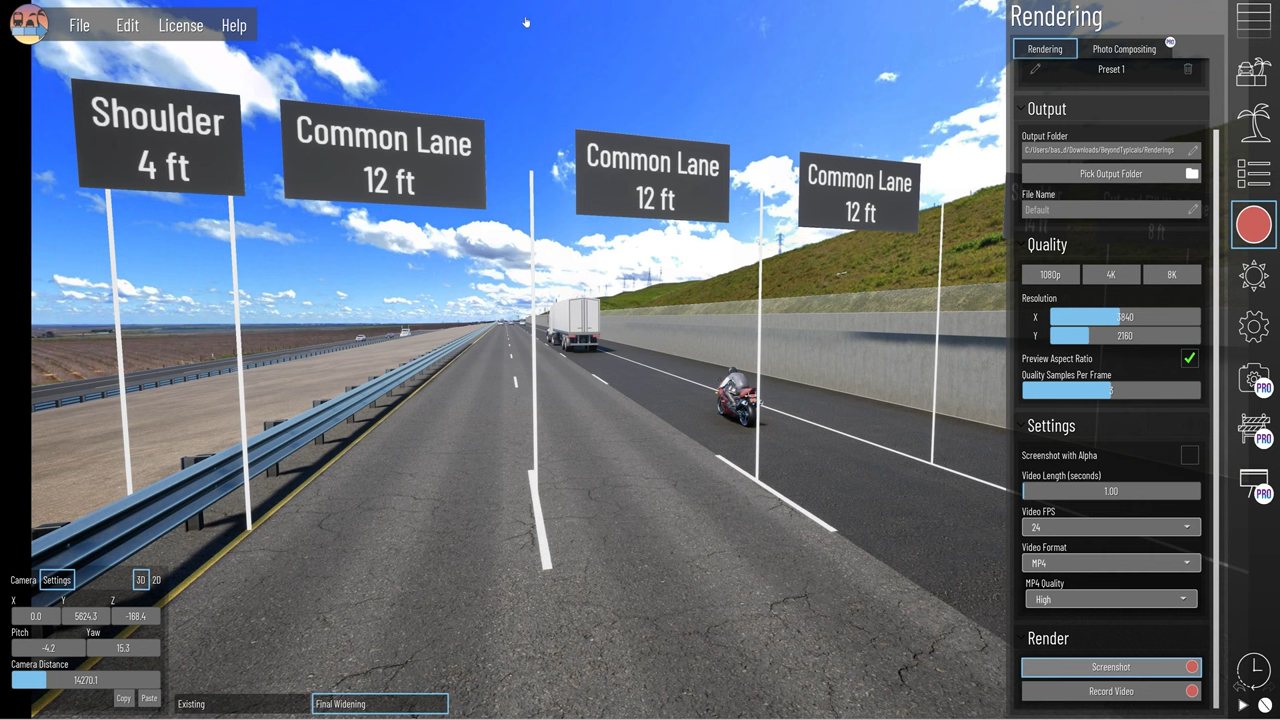 File Edit License Help
Shoulder
4 ft
Common Lane
12 ft
Common Lane
12 ft
Common Lane
12 ft
Camera Settings 3D 2D
X Y Z
0.0 5624.3 -168.4
Pitch Yaw
-4.2 15.3
Camera Distance
14270.1
Copy Paste
Existing Final Widening
Rendering
Rendering Photo Compositing PRO
Preset 1
Output
Output Folder
C:/Users/bas_d/Downloads/BeyondTypicals/Renderings
Pick Output Folder
File Name
Default
Quality
1080p 4K 8K
Resolution
X 3840
Y 2160
Preview Aspect Ratio
Quality Samples Per Frame
3
Settings
Screenshot with Alpha
Video Length (seconds)
1.00
Video FPS
24
Video Format
MP4
MP4 Quality
High
Render
Screenshot
Record Video
PRO
PRO
PRO